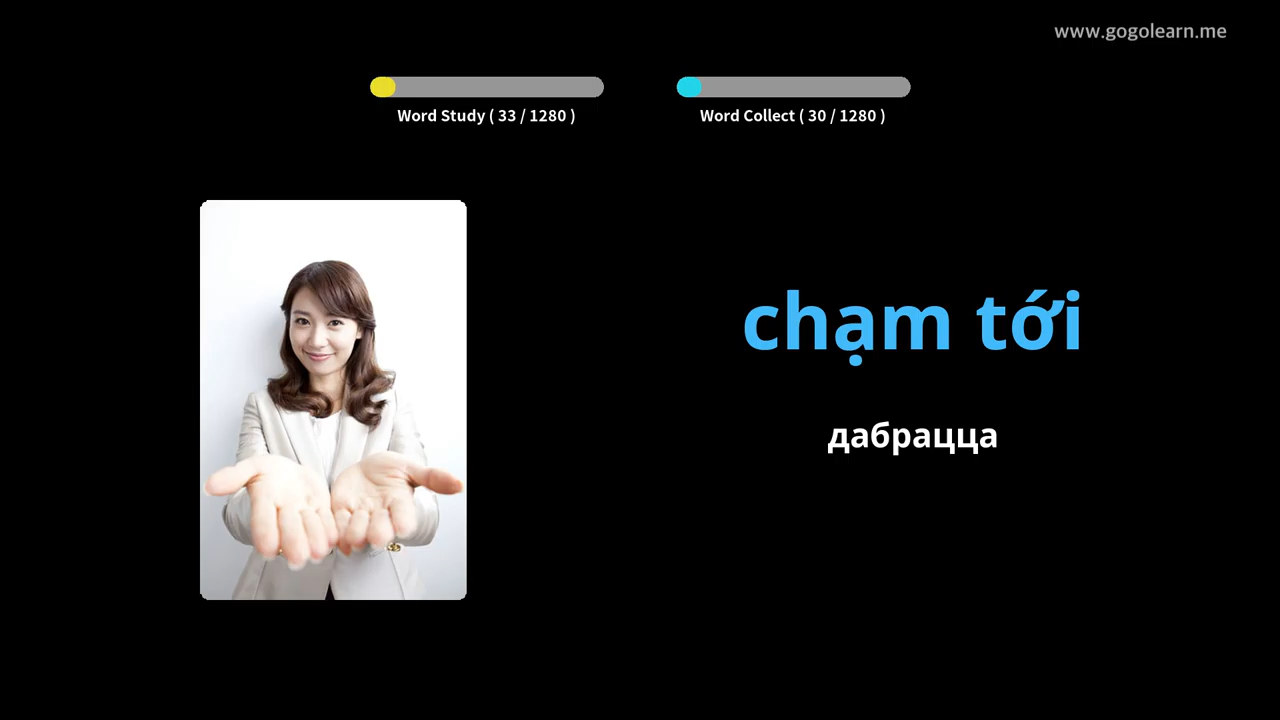 www.gogolearn.me
Word Study ( 33 / 1280 )
Word Collect ( 30 / 1280 )
chạm tới
дабрацца